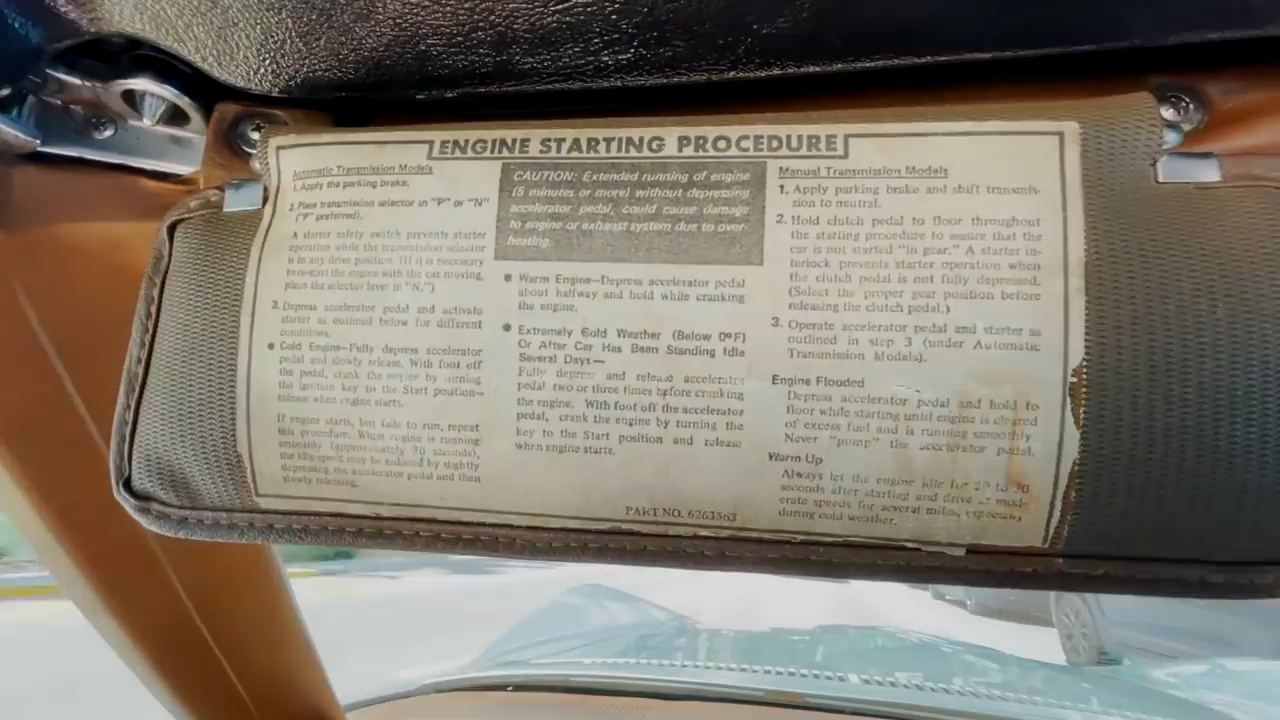 ENGINE STARTING PROCEDURE
Automatic Transmission Models
1. Apply the parking brake.
2. Place transmission selector in "P" or "N"
("P" preferred).
A starter safety switch prevents starter
operation while the transmission selector
is in any drive position. (If it is necessary
to re-start the engine with the car moving,
place the selector lever in "N.")
3. Depress accelerator pedal and activate
starter as outlined below for different
conditions.
● Cold Engine—Fully depress accelerator
pedal and slowly release. With foot off
the pedal, crank the engine by turning
the ignition key to the Start position—
release when engine starts.
If engine starts, but fails to run, repeat
this procedure. When engine is running
smoothly (approximately 30 seconds),
the idle speed may be reduced by slightly
depressing the accelerator pedal and then
slowly releasing.
CAUTION: Extended running of engine
(5 minutes or more) without depressing
accelerator pedal, could cause damage
to engine or exhaust system due to over-
heating.
● Warm Engine—Depress accelerator pedal
about halfway and hold while cranking
the engine.
● Extremely Cold Weather (Below 0°F)
Or After Car Has Been Standing Idle
Several Days—
Fully depress and release accelerator
pedal two or three times before cranking
the engine. With foot off the accelerator
pedal, crank the engine by turning the
key to the Start position and release
when engine starts.
Manual Transmission Models
1. Apply parking brake and shift transmis-
sion to neutral.
2. Hold clutch pedal to floor throughout
the starting procedure to assure that the
car is not started "in gear." A starter in-
terlock prevents starter operation when
the clutch pedal is not fully depressed.
(Select the proper gear position before
releasing the clutch pedal.)
3. Operate accelerator pedal and starter as
outlined in step 3 (under Automatic
Transmission Models).
Engine Flooded
Depress accelerator pedal and hold to
floor while starting until engine is cleared
of excess fuel and is running smoothly.
Never "pump" the accelerator pedal.
Warm-Up
Always let the engine idle for 20 to 30
seconds after starting and drive at mod-
erate speeds for several miles, especially
during cold weather.
PART NO. 6263563